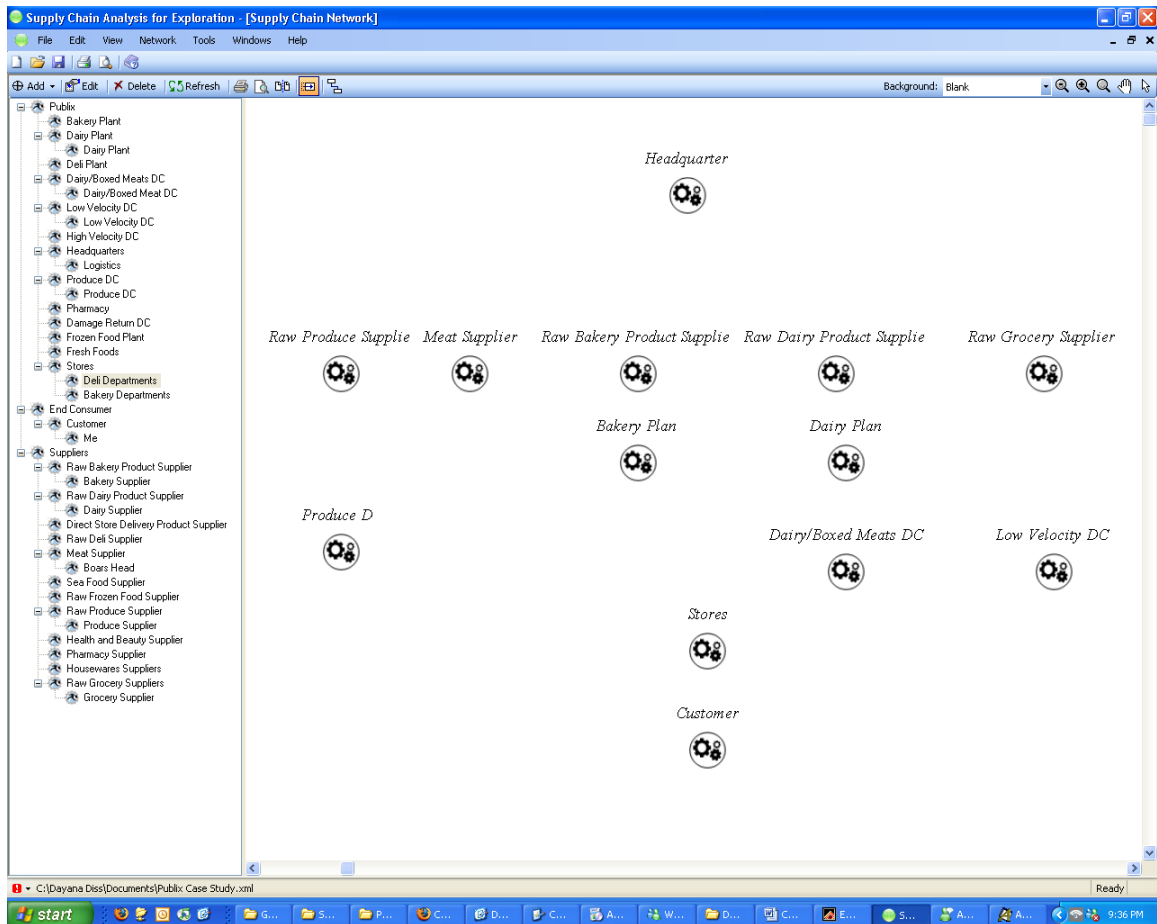 Supply Chain Analysis for Exploration - [Supply Chain Network]
File Edit View Network Tools Windows Help
Add Edit Delete Refresh Background: Blank
Publix
Bakery Plant
Dairy Plant
Dairy Plant
Deli Plant
Dairy/Boxed Meats DC
Dairy/Boxed Meat DC
Low Velocity DC
Low Velocity DC
High Velocity DC
Headquarters
Logistics
Produce DC
Produce DC
Pharmacy
Damage Return DC
Frozen Food Plant
Fresh Foods
Stores
Deli Departments
Bakery Departments
End Consumer
Customer
Me
Suppliers
Raw Bakery Product Supplier
Bakery Supplier
Raw Dairy Product Supplier
Dairy Supplier
Direct Store Delivery Product Supplier
Raw Deli Supplier
Meat Supplier
Boars Head
Sea Food Supplier
Raw Frozen Food Supplier
Raw Produce Supplier
Produce Supplier
Health and Beauty Supplier
Pharmacy Supplier
Housewares Suppliers
Raw Grocery Suppliers
Grocery Supplier
Headquarter
Raw Produce Supplie Meat Supplier Raw Bakery Product Supplie Raw Dairy Product Supplie Raw Grocery Supplier
Bakery Plan Dairy Plan
Produce D
Dairy/Boxed Meats DC Low Velocity DC
Stores
Customer
C:\Dayana Diss\Documents\Publix Case Study.xml Ready
start G... S... P... C... D... C... A... W... D... C... E... S... A... A... 9:36 PM